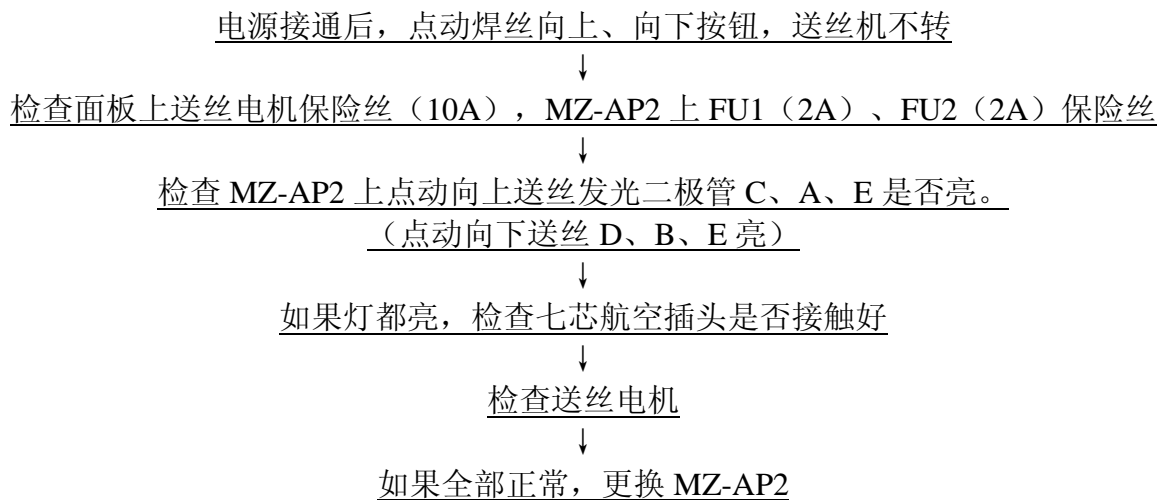 电源接通后，点动焊丝向上、向下按钮，送丝机不转
↓
检查面板上送丝电机保险丝（10A），MZ-AP2 上 FU1（2A）、FU2（2A）保险丝
↓
检查 MZ-AP2 上点动向上送丝发光二极管 C、A、E 是否亮。
（点动向下送丝 D、B、E 亮）
↓
如果灯都亮，检查七芯航空插头是否接触好
↓
检查送丝电机
↓
如果全部正常，更换 MZ-AP2